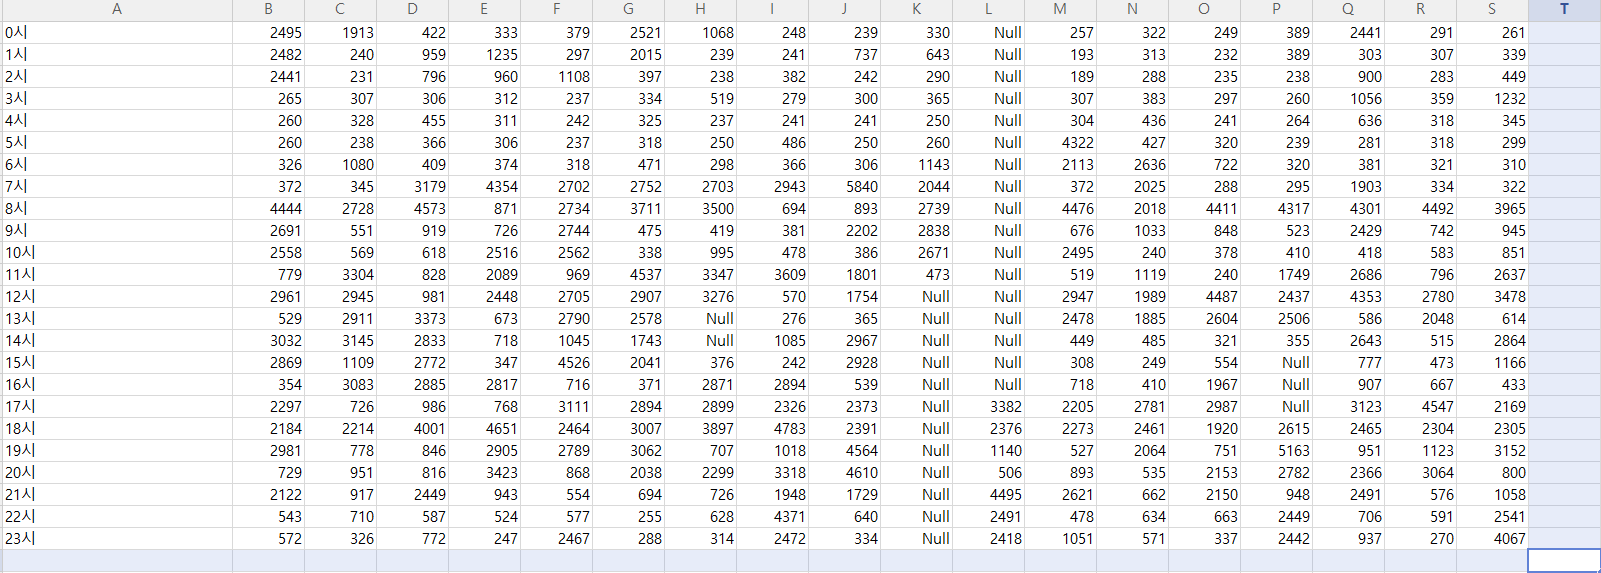 A B C D E F G H I J K L M N O P Q R S T
0시 2495 1913 422 333 379 2521 1068 248 239 330 Null 257 322 249 389 2441 291 261
1시 2482 240 959 1235 297 2015 239 241 737 643 Null 193 313 232 389 303 307 339
2시 2441 231 796 960 1108 397 238 382 242 290 Null 189 288 235 238 900 283 449
3시 265 307 306 312 237 334 519 279 300 365 Null 307 383 297 260 1056 359 1232
4시 260 328 455 311 242 325 237 241 241 250 Null 304 436 241 264 636 318 345
5시 260 238 366 306 237 318 250 486 250 260 Null 4322 427 320 239 281 318 299
6시 326 1080 409 374 318 471 298 366 306 1143 Null 2113 2636 722 320 381 321 310
7시 372 345 3179 4354 2702 2752 2703 2943 5840 2044 Null 372 2025 288 295 1903 334 322
8시 4444 2728 4573 871 2734 3711 3500 694 893 2739 Null 4476 2018 4411 4317 4301 4492 3965
9시 2691 551 919 726 2744 475 419 381 2202 2838 Null 676 1033 848 523 2429 742 945
10시 2558 569 618 2516 2562 338 995 478 386 2671 Null 2495 240 378 410 418 583 851
11시 779 3304 828 2089 969 4537 3347 3609 1801 473 Null 519 1119 240 1749 2686 796 2637
12시 2961 2945 981 2448 2705 2907 3276 570 1754 Null Null 2947 1989 4487 2437 4353 2780 3478
13시 529 2911 3373 673 2790 2578 Null 276 365 Null Null 2478 1885 2604 2506 586 2048 614
14시 3032 3145 2833 718 1045 1743 Null 1085 2967 Null Null 449 485 321 355 2643 515 2864
15시 2869 1109 2772 347 4526 2041 376 242 2928 Null Null 308 249 554 Null 777 473 1166
16시 354 3083 2885 2817 716 371 2871 2894 539 Null Null 718 410 1967 Null 907 667 433
17시 2297 726 986 768 3111 2894 2899 2326 2373 Null 3382 2205 2781 2987 Null 3123 4547 2169
18시 2184 2214 4001 4651 2464 3007 3897 4783 2391 Null 2376 2273 2461 1920 2615 2465 2304 2305
19시 2981 778 846 2905 2789 3062 707 1018 4564 Null 1140 527 2064 751 5163 951 1123 3152
20시 729 951 816 3423 868 2038 2299 3318 4610 Null 506 893 535 2153 2782 2366 3064 800
21시 2122 917 2449 943 554 694 726 1948 1729 Null 4495 2621 662 2150 948 2491 576 1058
22시 543 710 587 524 577 255 628 4371 640 Null 2491 478 634 663 2449 706 591 2541
23시 572 326 772 247 2467 288 314 2472 334 Null 2418 1051 571 337 2442 937 270 4067